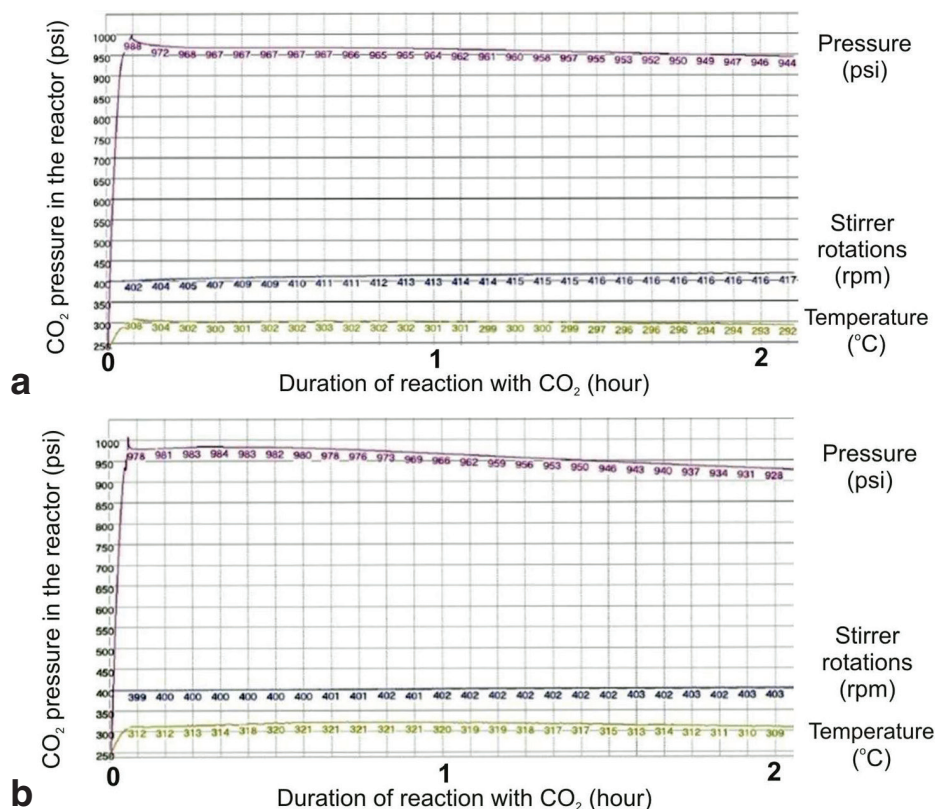 CO₂ pressure in the reactor (psi)
1000
988 972 968 967 967 967 967 967 966 965 965 964 962 961 960 958 957 955 953 952 950 949 947 946 944
Pressure
(psi)
950
900
850
800
750
700
650
600
550
500
450
Stirrer
rotations
(rpm)
400
402 404 405 407 409 409 410 411 411 412 413 413 414 414 415 415 415 416 416 416 416 416 416 416 417
350
300
308 304 302 300 301 302 302 303 302 302 302 301 301 299 300 300 299 297 296 296 296 294 294 293 292
Temperature
(°C)
250
0 1 2
Duration of reaction with CO₂ (hour)
a
CO₂ pressure in the reactor (psi)
1000
978 981 983 984 983 982 980 978 976 973 969 966 962 959 956 953 950 946 943 940 937 934 931 928
Pressure
(psi)
950
900
850
800
750
700
650
600
550
500
450
Stirrer
rotations
(rpm)
400
399 400 400 400 400 400 400 401 401 402 401 402 402 402 402 402 402 402 403 402 403 402 403 403
350
300
312 312 313 314 318 320 321 321 321 321 321 320 319 319 318 317 317 315 313 314 312 311 310 309
Temperature
(°C)
250
0 1 2
Duration of reaction with CO₂ (hour)
b